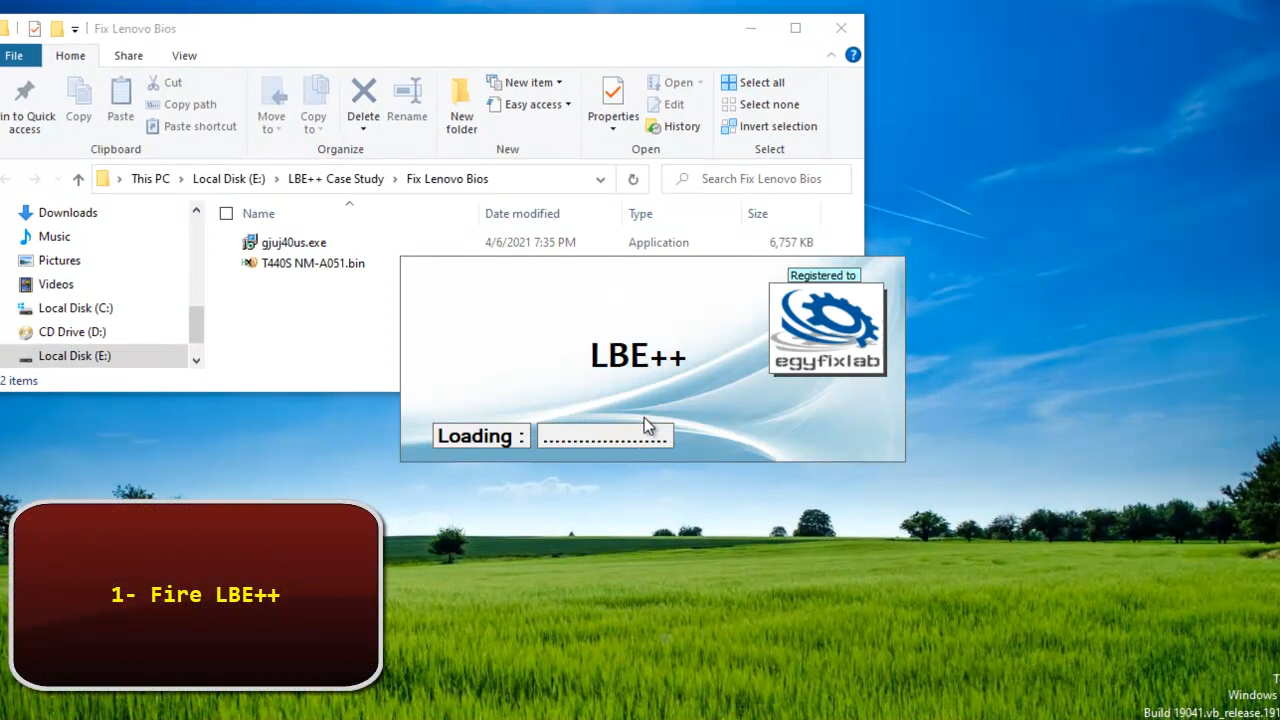 Fix Lenovo Bios
File Home Share View
in to Quick access
Copy
Paste
Cut
Copy path
Paste shortcut
Clipboard
Move to
Copy to
Delete
Rename
Organize
New folder
New item
Easy access
New
Properties
Open
Edit
History
Open
Select all
Select none
Invert selection
Select
This PC > Local Disk (E:) > LBE++ Case Study > Fix Lenovo Bios
Search Fix Lenovo Bios
Downloads
Music
Pictures
Videos
Local Disk (C:)
CD Drive (D:)
Local Disk (E:)
Name Date modified Type Size
gjuj40us.exe 4/6/2021 7:35 PM Application 6,757 KB
T440S NM-A051.bin
2 items
Registered to
egyfixlab
LBE++
Loading : .....................
1- Fire LBE++
T
Windows
Build 19041.vb_release.191